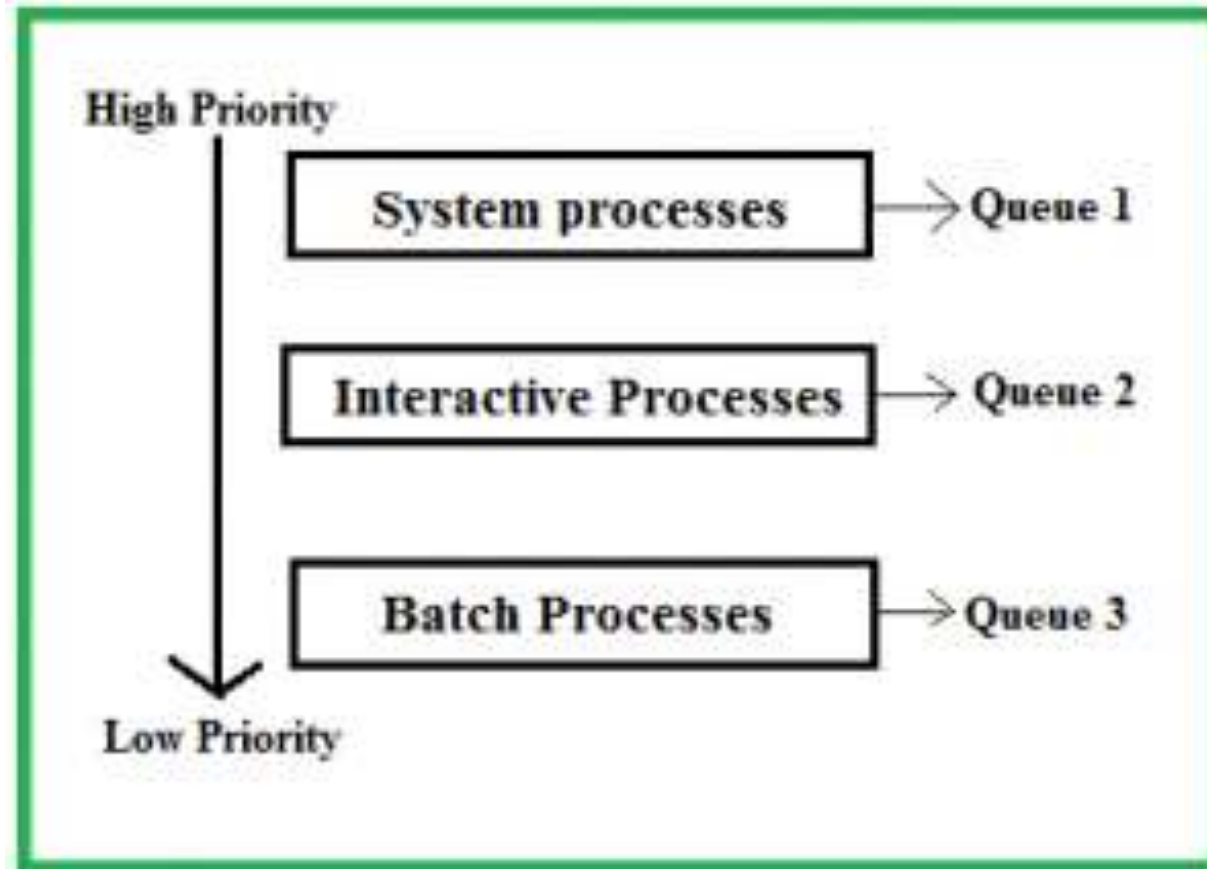 High Priority
System processes
Queue 1
Interactive Processes
Queue 2
Batch Processes
Queue 3
Low Priority